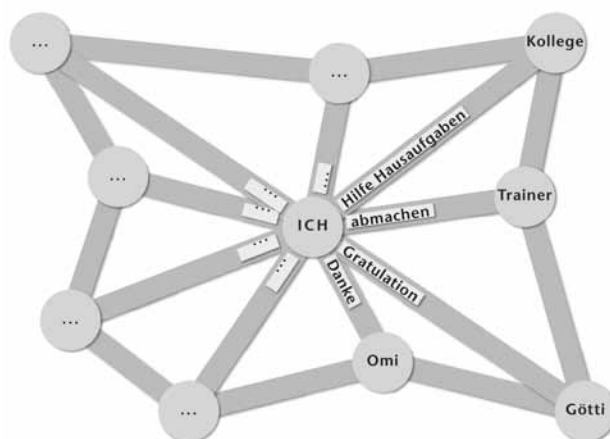 ...
...
Kollege
Hilfe Hausaufgaben
...
...
...
...
Trainer
ICH
abmachen
...
...
Gratulation
Danke
...
Omi
...
Götti